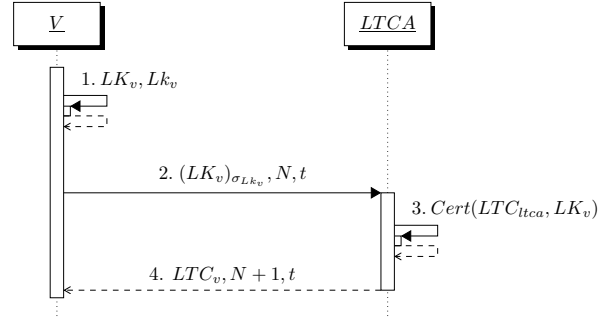 V LTCA
1. LK_v, Lk_v
2. (LK_v)_{σ_{Lk_v}}, N, t
3. Cert(LTC_{ltca}, LK_v)
4. LTC_v, N + 1, t